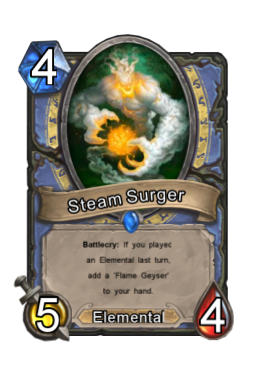 4
Steam Surger
Battlecry: If you played
an Elemental last turn,
add a 'Flame Geyser'
to your hand.
5
Elemental
4